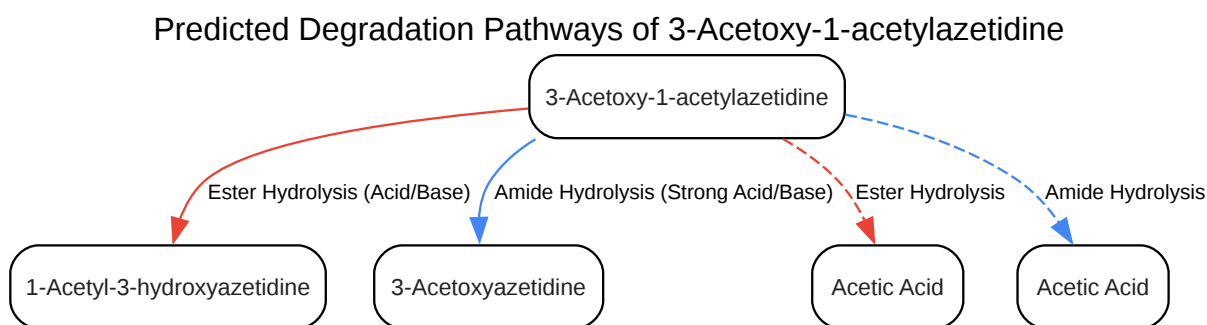 Predicted Degradation Pathways of 3-Acetoxy-1-acetylazetidine
3-Acetoxy-1-acetylazetidine
Ester Hydrolysis (Acid/Base)
Amide Hydrolysis (Strong Acid/Base)
Ester Hydrolysis
Amide Hydrolysis
1-Acetyl-3-hydroxyazetidine
3-Acetoxyazetidine
Acetic Acid
Acetic Acid